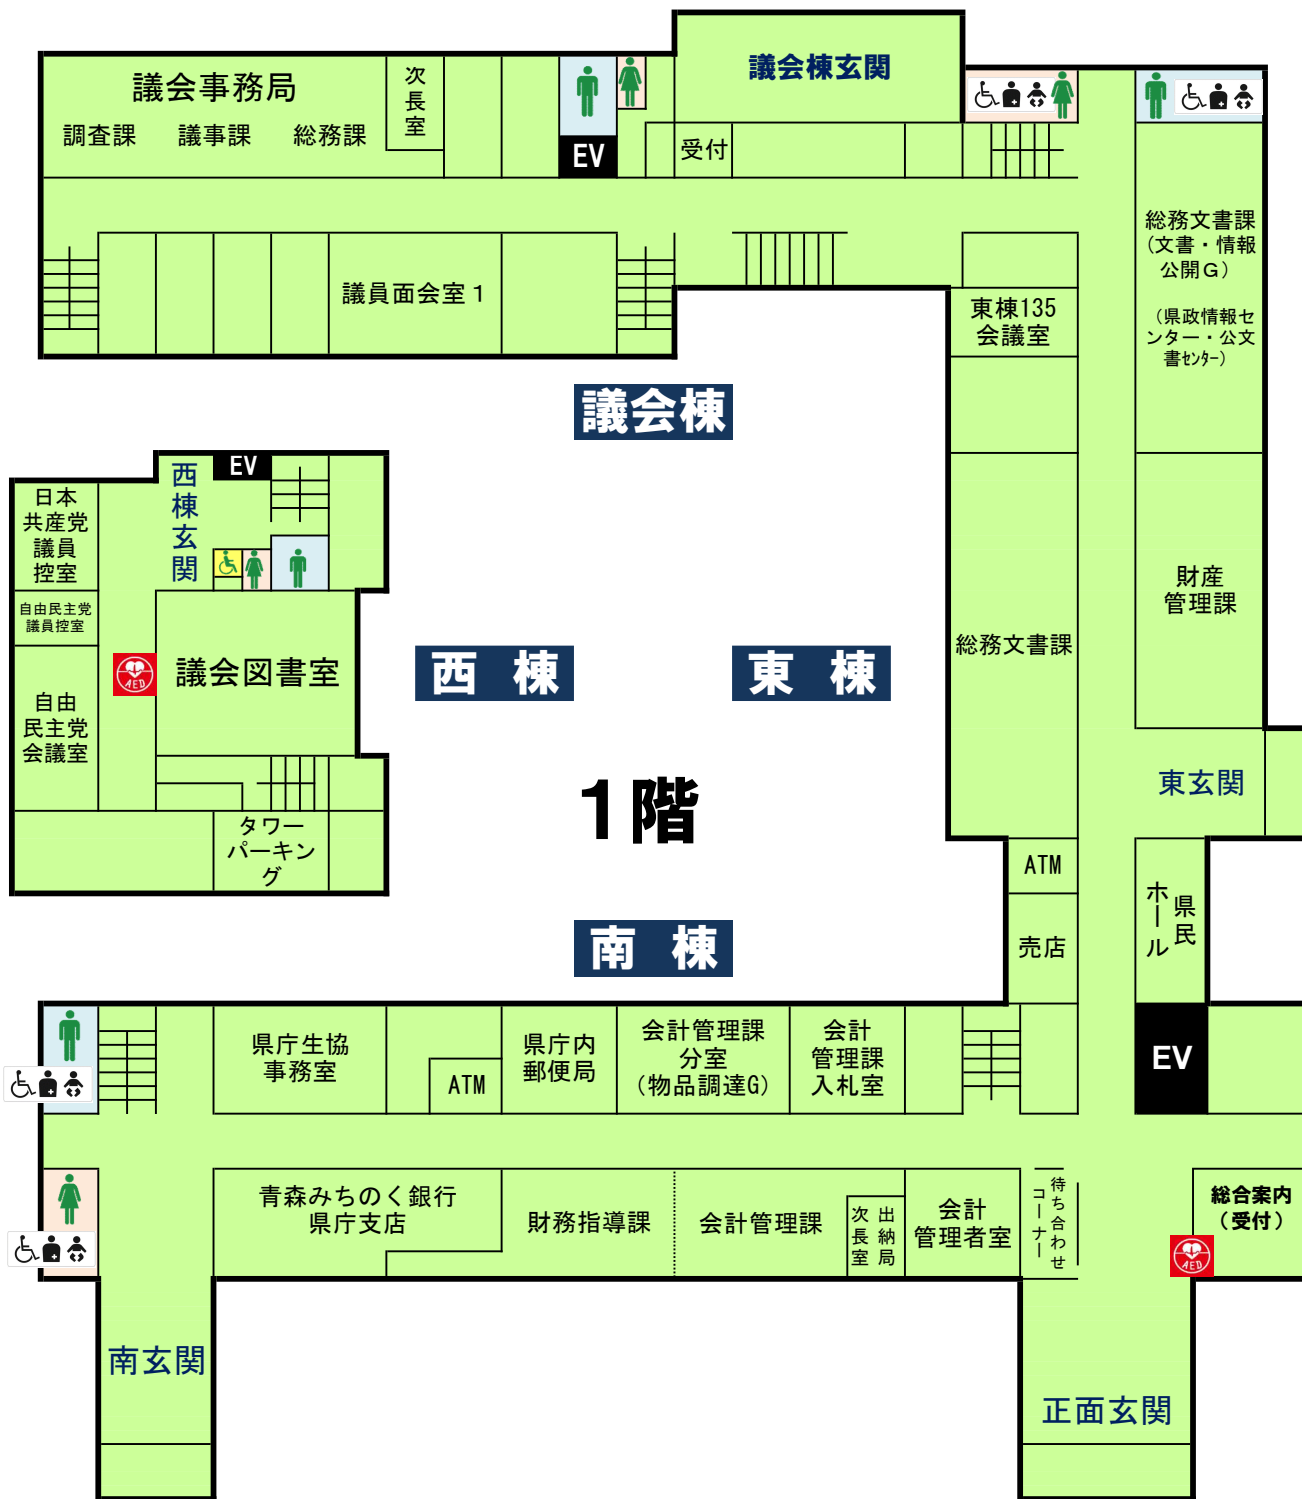 議会棟玄関
議会事務局
次長室
調査課 議事課 総務課
EV
受付
総務文書課
(文書・情報
公開G)
(県政情報セ
ンター・公文
書ｾﾝﾀｰ)
議員面会室1
東棟135
会議室
議会棟
西棟玄関
EV
日本
共産党
議員
控室
自由民主党
議員控室
自由
民主党
会議室
AED
議会図書室
西 棟
東 棟
総務文書課
財産
管理課
1階
東玄関
タワー
パーキン
グ
ATM
売店
県民
ホール
南 棟
県庁生協
事務室
ATM
県庁内
郵便局
会計管理課
分室
(物品調達G)
会計
管理課
入札室
EV
青森みちのく銀行
県庁支店
財務指導課
会計管理課
出納局
次長室
会計
管理者室
待ち合わせ
コーナー
総合案内
(受付)
AED
南玄関
正面玄関